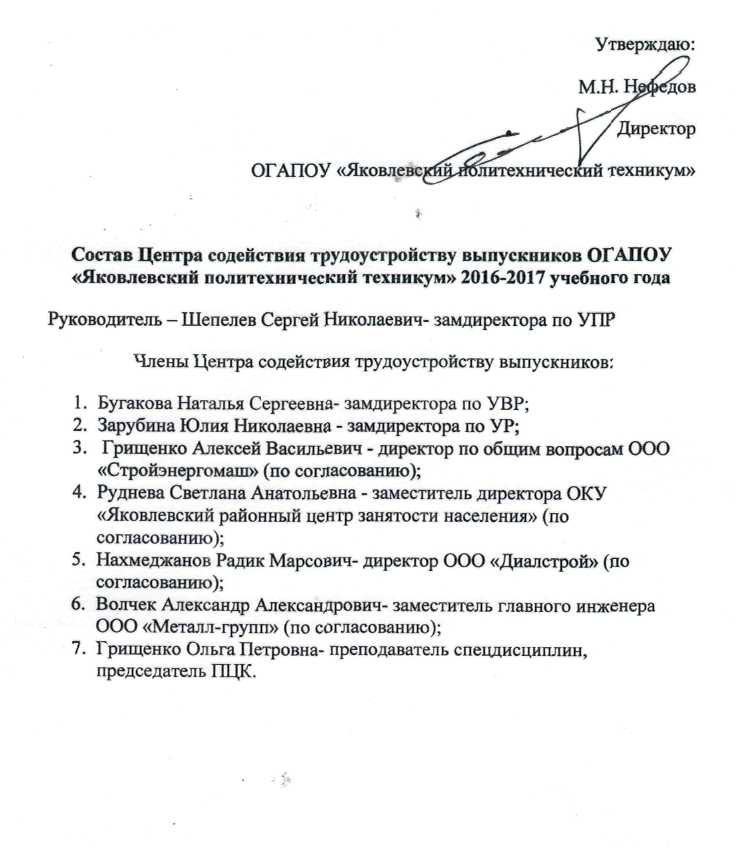 Утверждаю:
М.Н. Нефедов
Директор
ОГАПОУ «Яковлевский политехнический техникум»
Состав Центра содействия трудоустройству выпускников ОГАПОУ
«Яковлевский политехнический техникум» 2016-2017 учебного года
Руководитель – Шепелев Сергей Николаевич- замдиректора по УПР
Члены Центра содействия трудоустройству выпускников:
1. Бугакова Наталья Сергеевна- замдиректора по УВР;
2. Зарубина Юлия Николаевна - замдиректора по УР;
3. Грищенко Алексей Васильевич - директор по общим вопросам ООО
«Стройэнергомаш» (по согласованию);
4. Руднева Светлана Анатольевна - заместитель директора ОКУ
«Яковлевский районный центр занятости населения» (по
согласованию);
5. Нахмеджанов Радик Марсович- директор ООО «Диалстрой» (по
согласованию);
6. Волчек Александр Александрович- заместитель главного инженера
ООО «Металл-групп» (по согласованию);
7. Грищенко Ольга Петровна- преподаватель спецдисциплин,
председатель ПЦК.